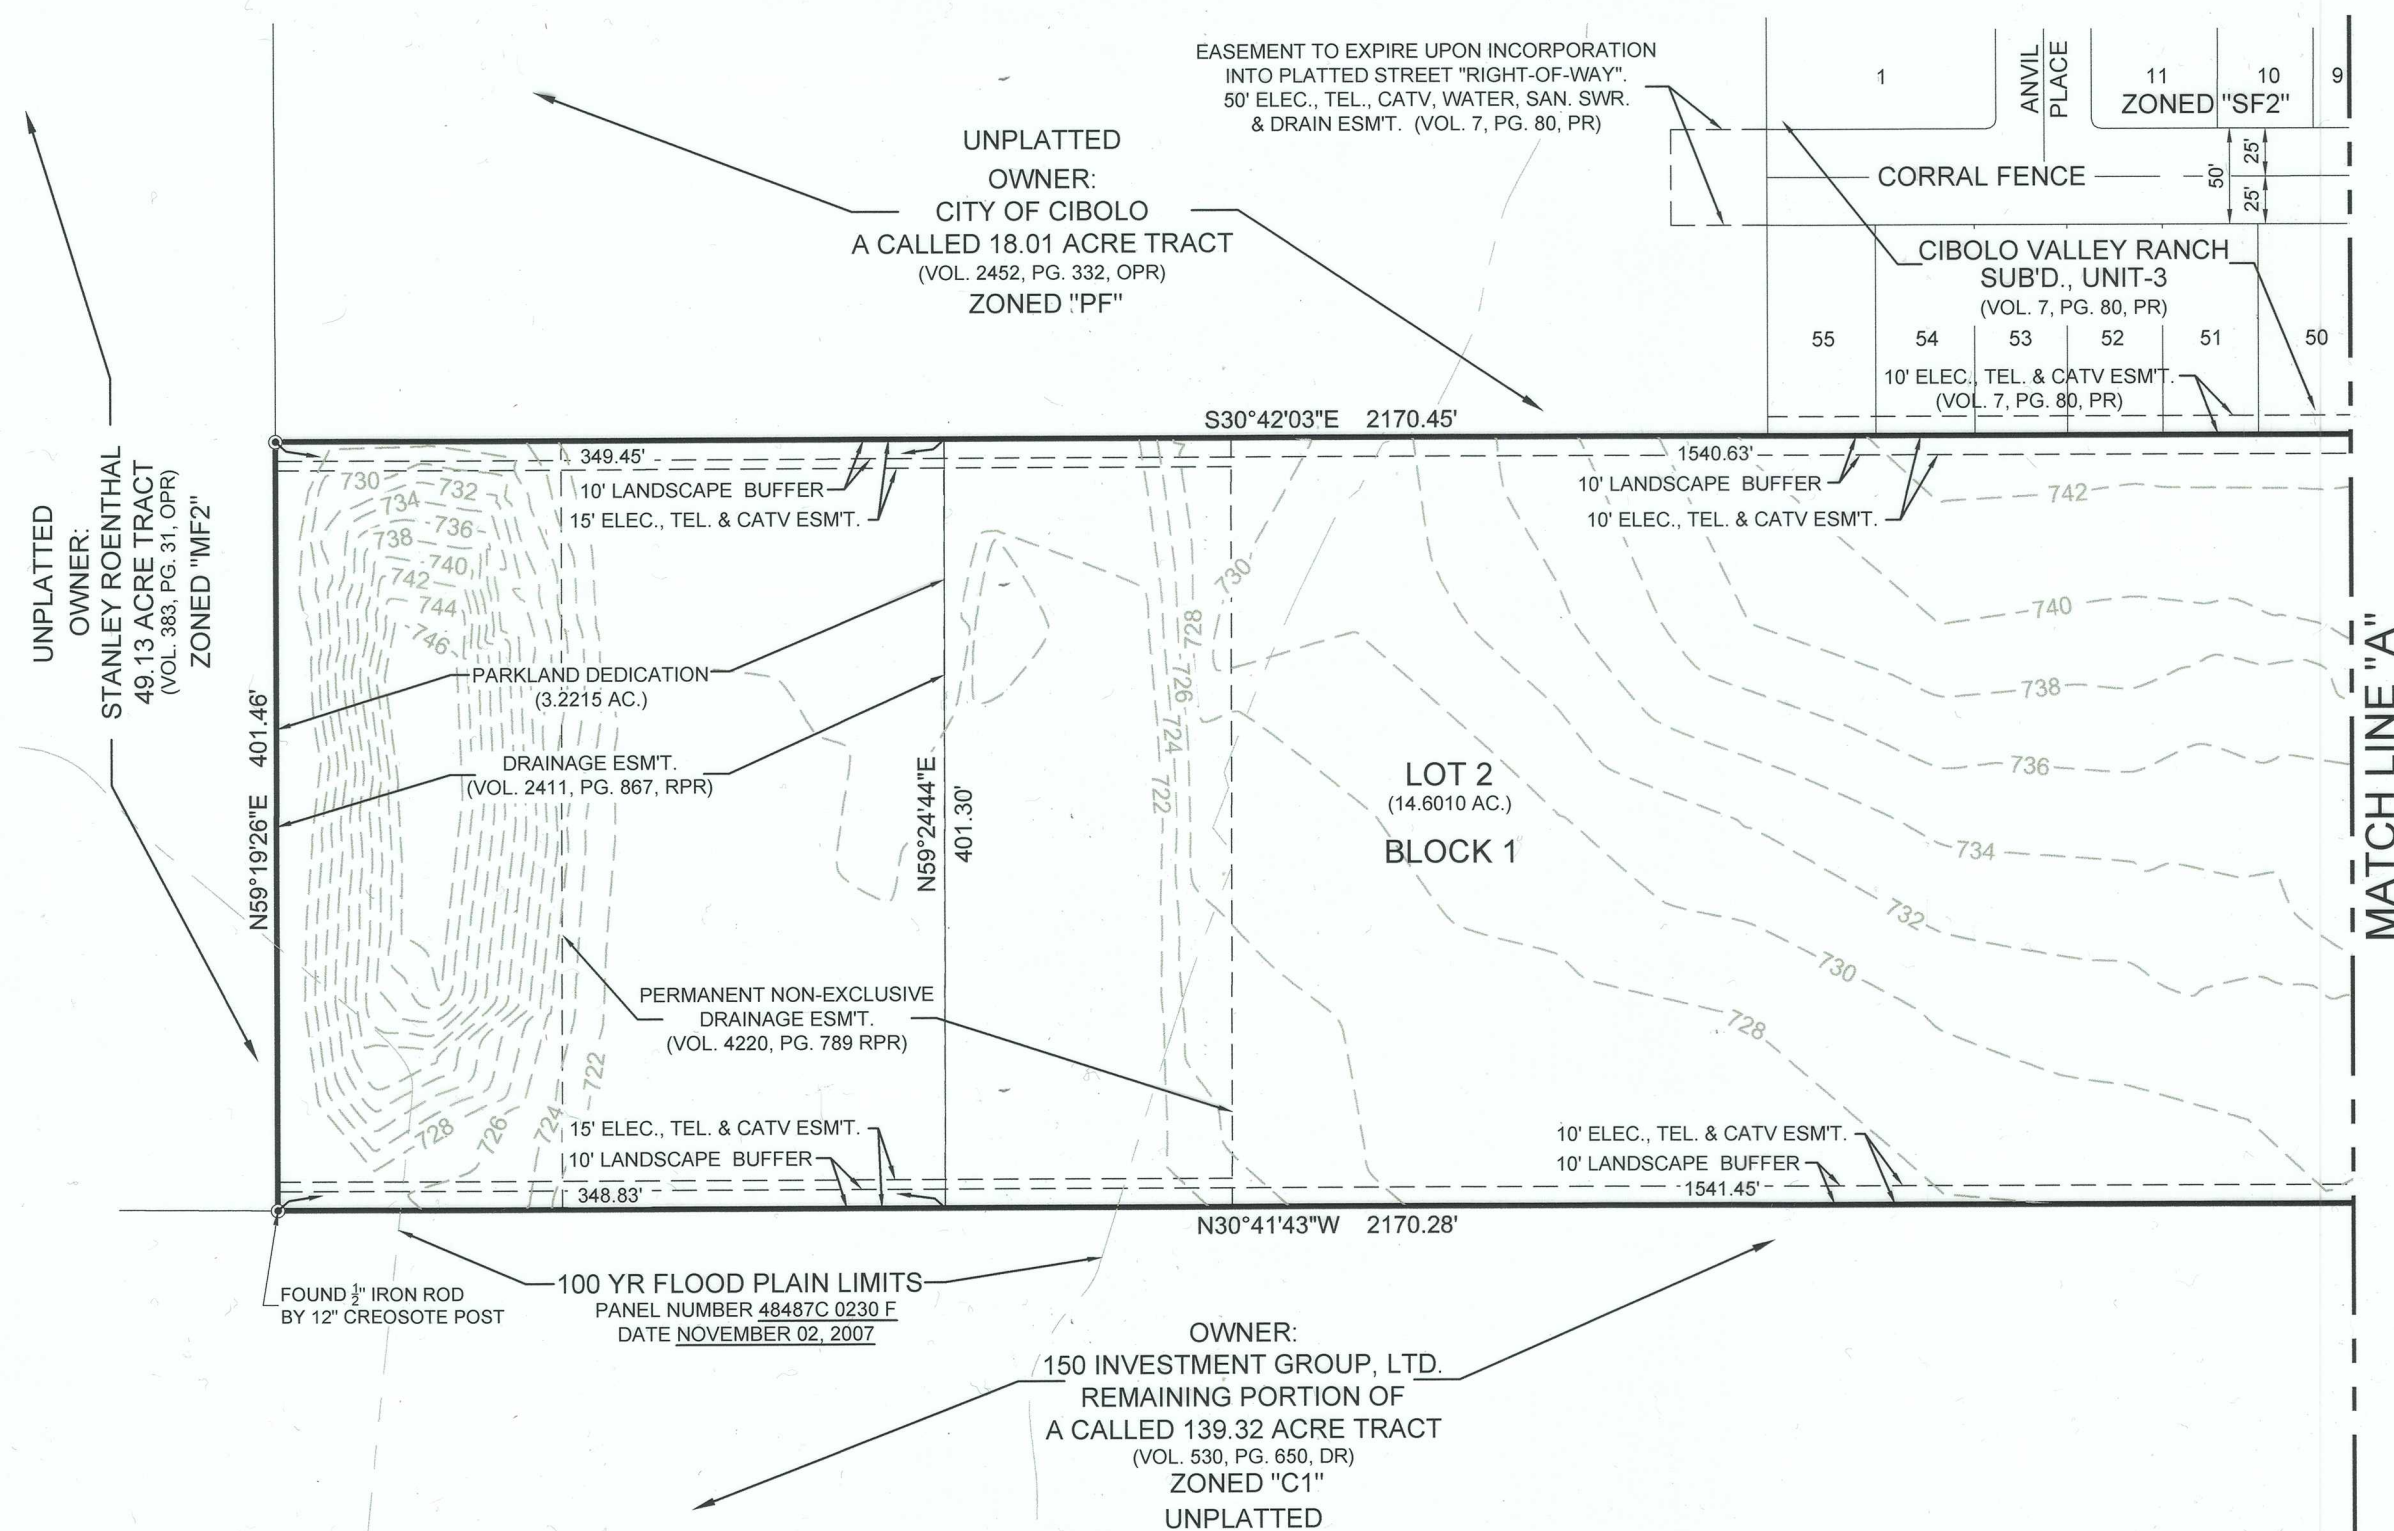 EASEMENT TO EXPIRE UPON INCORPORATION
INTO PLATTED STREET "RIGHT-OF-WAY".
50' ELEC., TEL., CATV, WATER, SAN. SWR.
& DRAIN ESM'T. (VOL. 7, PG. 80, PR)
1
ANVIL
PLACE
11
10
9
ZONED "SF2"
CORRAL FENCE
50'
25'
25'
CIBOLO VALLEY RANCH
SUB'D., UNIT-3
(VOL. 7, PG. 80, PR)
55
54
53
52
51
50
10' ELEC., TEL. & CATV ESM'T.
(VOL. 7, PG. 80, PR)
UNPLATTED
OWNER:
CITY OF CIBOLO
A CALLED 18.01 ACRE TRACT
(VOL. 2452, PG. 332, OPR)
ZONED "PF"
UNPLATTED
OWNER:
STANLEY ROENTHAL
49.13 ACRE TRACT
(VOL. 383, PG. 31, OPR)
ZONED "MF2"
S30°42'03"E 2170.45'
349.45'
10' LANDSCAPE BUFFER
15' ELEC., TEL. & CATV ESM'T.
1540.63'
10' LANDSCAPE BUFFER
10' ELEC., TEL. & CATV ESM'T.
730
732
734
736
738
740
742
744
746
PARKLAND DEDICATION
(3.2215 AC.)
DRAINAGE ESM'T.
(VOL. 2411, PG. 867, RPR)
N59°19'26"E 401.46'
N59°24'44"E
401.30'
730
728
726
724
722
LOT 2
(14.6010 AC.)
BLOCK 1
742
740
738
736
734
732
730
728
MATCH LINE "A"
PERMANENT NON-EXCLUSIVE
DRAINAGE ESM'T.
(VOL. 4220, PG. 789 RPR)
722
724
726
728
15' ELEC., TEL. & CATV ESM'T.
10' LANDSCAPE BUFFER
348.83'
10' ELEC., TEL. & CATV ESM'T.
10' LANDSCAPE BUFFER
1541.45'
N30°41'43"W 2170.28'
FOUND ½" IRON ROD
BY 12" CREOSOTE POST
100 YR FLOOD PLAIN LIMITS
PANEL NUMBER 48487C 0230 F
DATE NOVEMBER 02, 2007
OWNER:
150 INVESTMENT GROUP, LTD.
REMAINING PORTION OF
A CALLED 139.32 ACRE TRACT
(VOL. 530, PG. 650, DR)
ZONED "C1"
UNPLATTED